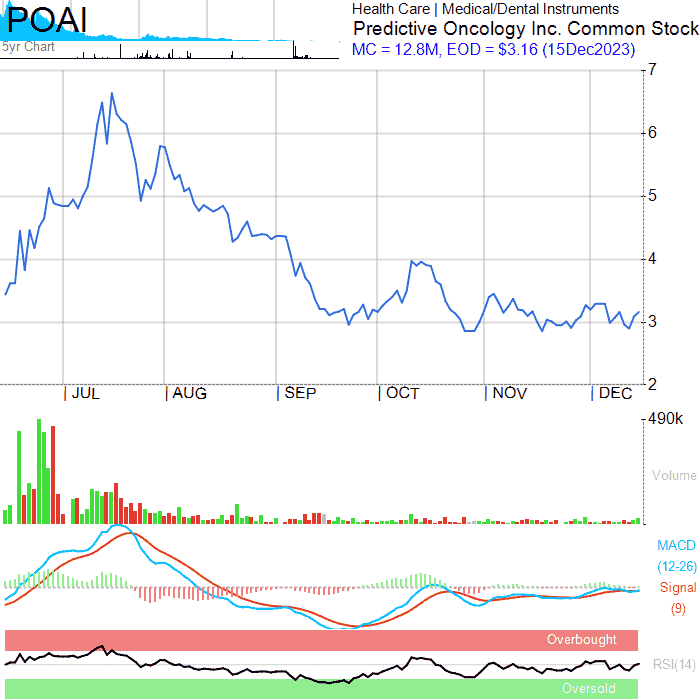 POAI
5yr Chart
Health Care | Medical/Dental Instruments
Predictive Oncology Inc. Common Stock
MC = 12.8M, EOD = $3.16 (15Dec2023)
7
6
5
4
3
2
| JUL | AUG | SEP | OCT | NOV | DEC
490k
Volume
MACD
(12-26)
Signal
(9)
Overbought
RSI(14)
Oversold